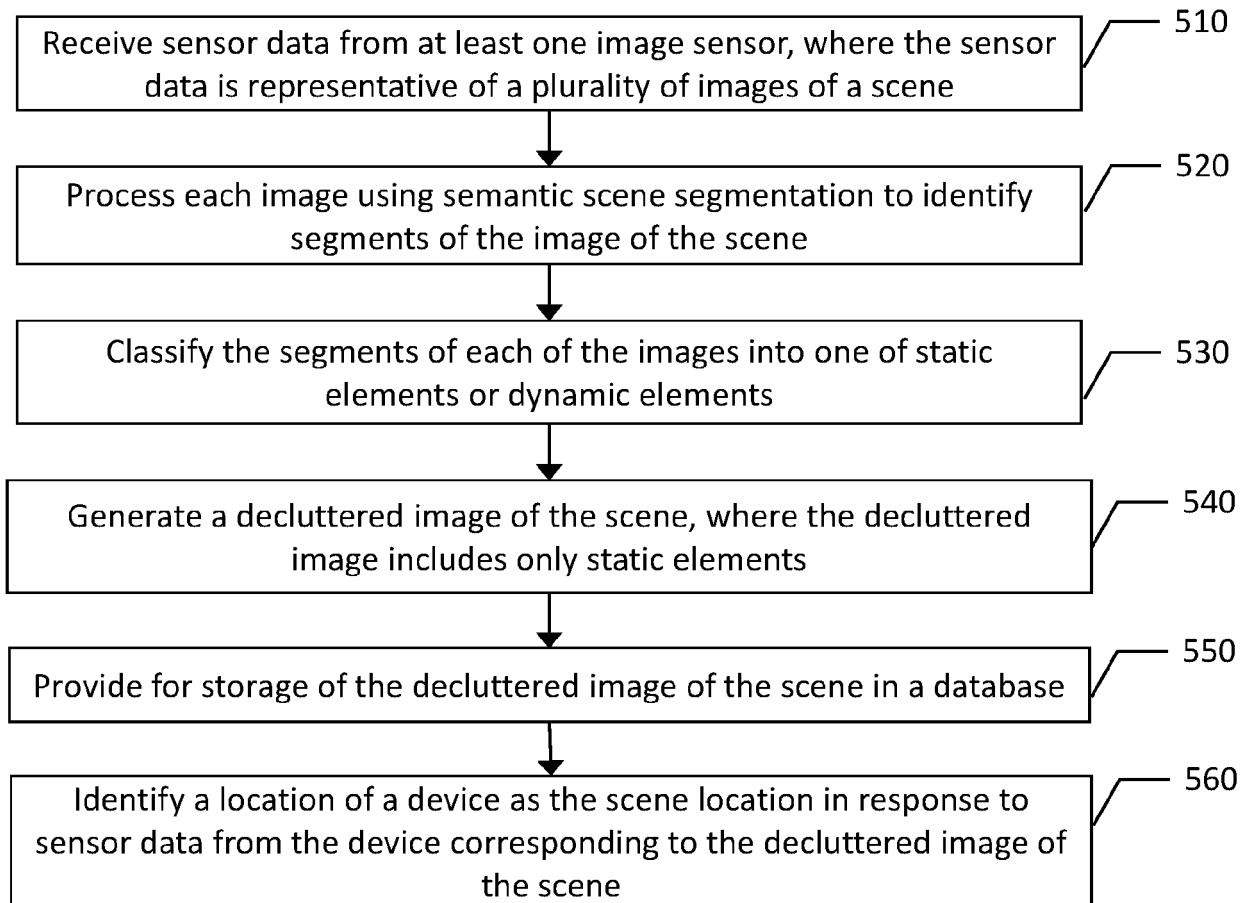 Receive sensor data from at least one image sensor, where the sensor
data is representative of a plurality of images of a scene
510
Process each image using semantic scene segmentation to identify
segments of the image of the scene
520
Classify the segments of each of the images into one of static
elements or dynamic elements
530
Generate a decluttered image of the scene, where the decluttered
image includes only static elements
540
Provide for storage of the decluttered image of the scene in a database
550
Identify a location of a device as the scene location in response to
sensor data from the device corresponding to the decluttered image of
the scene
560